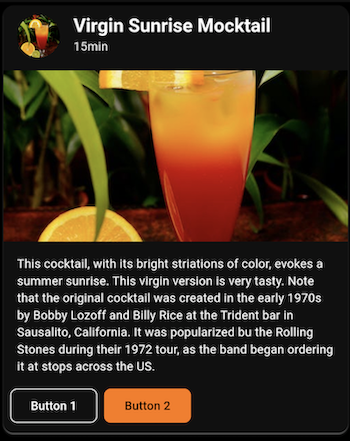 Virgin Sunrise Mocktail
15min
This cocktail, with its bright striations of color, evokes a
summer sunrise. This virgin version is very tasty. Note
that the original cocktail was created in the early 1970s
by Bobby Lozoff and Billy Rice at the Trident bar in
Sausalito, California. It was popularized bu the Rolling
Stones during their 1972 tour, as the band began ordering
it at stops across the US.
Button 1
Button 2